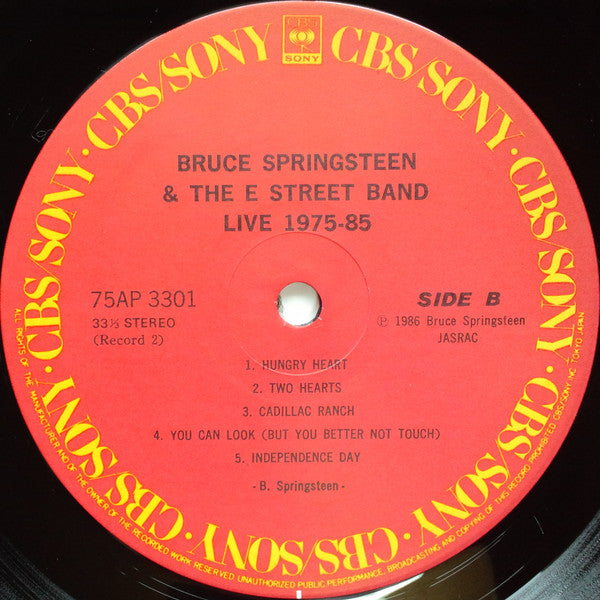 CBS/SONY · CBS/SONY · CBS/SONY · CBS/SONY · CBS/SONY · CBS/SONY · CBS/SONY · CBS/SONY
CBS
SONY
BRUCE SPRINGSTEEN
& THE E STREET BAND
LIVE 1975-85
75AP 3301
33⅓ STEREO
(Record 2)
SIDE B
℗ 1986 Bruce Springsteen
JASRAC
1. HUNGRY HEART
2. TWO HEARTS
3. CADILLAC RANCH
4. YOU CAN LOOK (BUT YOU BETTER NOT TOUCH)
5. INDEPENDENCE DAY
- B. Springsteen -
ALL RIGHTS OF THE MANUFACTURER AND OF THE OWNER OF THE RECORDED WORK RESERVED. UNAUTHORIZED PUBLIC PERFORMANCE, BROADCASTING AND COPYING OF THIS RECORD PROHIBITED CBS/SONY INC. TOKYO JAPAN